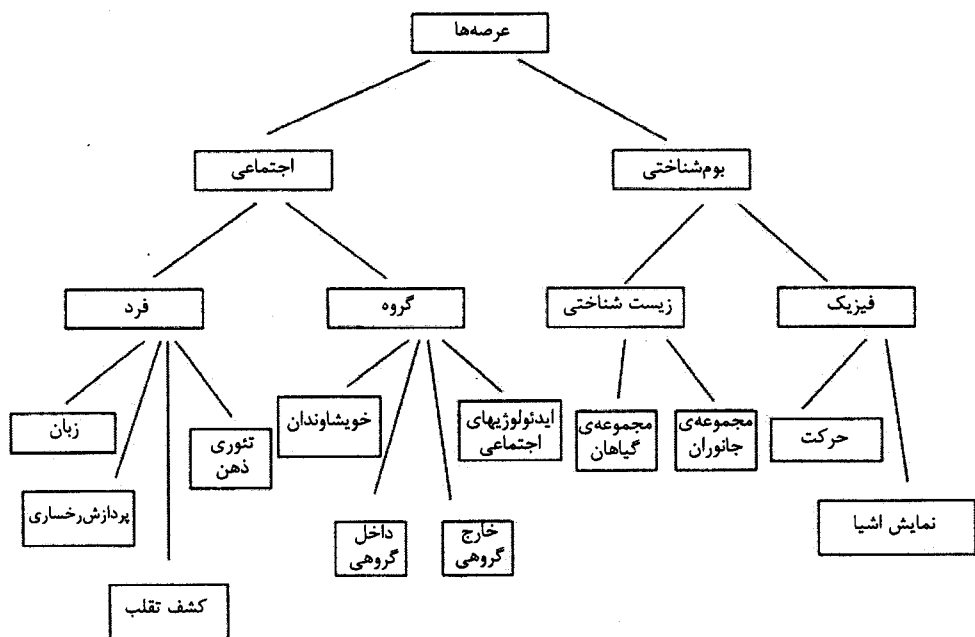 عرصه‌ها
بوم‌شناختی
اجتماعی
فیزیک
زیست شناختی
گروه
فرد
حرکت
نمایش اشیا
مجموعه‌ی
جانوران
مجموعه‌ی
گیاهان
ایدئولوژیهای
اجتماعی
خارج
گروهی
داخل
گروهی
خویشاوندان
تئوری
ذهن
کشف تقلب
پردازش‌رخساری
زبان